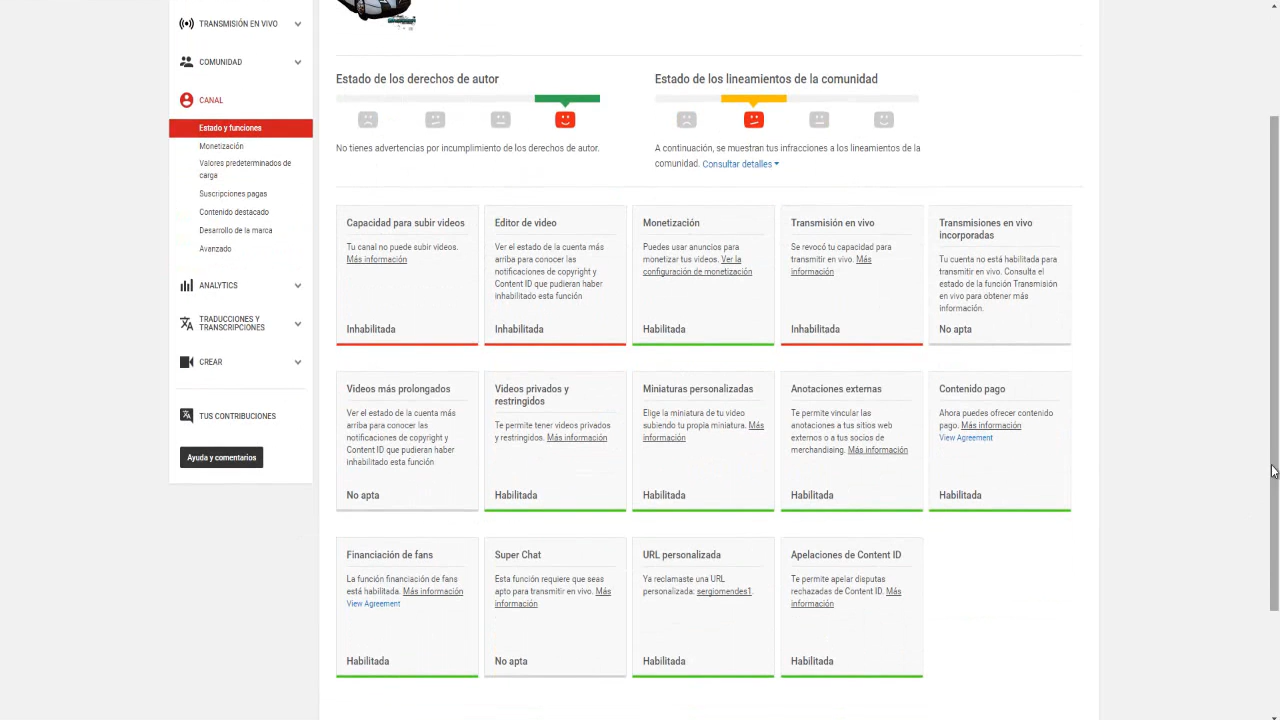 TRANSMISIÓN EN VIVO
COMUNIDAD
CANAL
Estado y funciones
Monetización
Valores predeterminados de
carga
Suscripciones pagas
Contenido destacado
Desarrollo de la marca
Avanzado
ANALYTICS
TRADUCCIONES Y
TRANSCRIPCIONES
CREAR
TUS CONTRIBUCIONES
Ayuda y comentarios
Estado de los derechos de autor
No tienes advertencias por incumplimiento de los derechos de autor.
Estado de los lineamientos de la comunidad
A continuación, se muestran tus infracciones a los lineamientos de la
comunidad. Consultar detalles
Capacidad para subir videos
Tu canal no puede subir videos.
Más información
Inhabilitada
Editor de video
Ver el estado de la cuenta más
arriba para conocer las
notificaciones de copyright y
Content ID que pudieran haber
inhabilitado esta función
Inhabilitada
Monetización
Puedes usar anuncios para
monetizar tus videos. Ver la
configuración de monetización
Habilitada
Transmisión en vivo
Se revocó tu capacidad para
transmitir en vivo. Más
información
Inhabilitada
Transmisiones en vivo
incorporadas
Tu cuenta no está habilitada para
transmitir en vivo. Consulta el
estado de la función Transmisión
en vivo para obtener más
información.
No apta
Videos más prolongados
Ver el estado de la cuenta más
arriba para conocer las
notificaciones de copyright y
Content ID que pudieran haber
inhabilitado esta función
No apta
Videos privados y
restringidos
Te permite tener videos privados
y restringidos. Más información
Habilitada
Miniaturas personalizadas
Elige la miniatura de tu video
subiendo tu propia miniatura. Más
información
Habilitada
Anotaciones externas
Te permite vincular las
anotaciones a tus sitios web
externos o a tus socios de
merchandising. Más información
Habilitada
Contenido pago
Ahora puedes ofrecer contenido
pago. Más información
View Agreement
Habilitada
Financiación de fans
La función financiación de fans
está habilitada. Más información
View Agreement
Habilitada
Super Chat
Esta función requiere que seas
apto para transmitir en vivo. Más
información
No apta
URL personalizada
Ya reclamaste una URL
personalizada: sergiomendes1.
Habilitada
Apelaciones de Content ID
Te permite apelar disputas
rechazadas de Content ID. Más
información
Habilitada